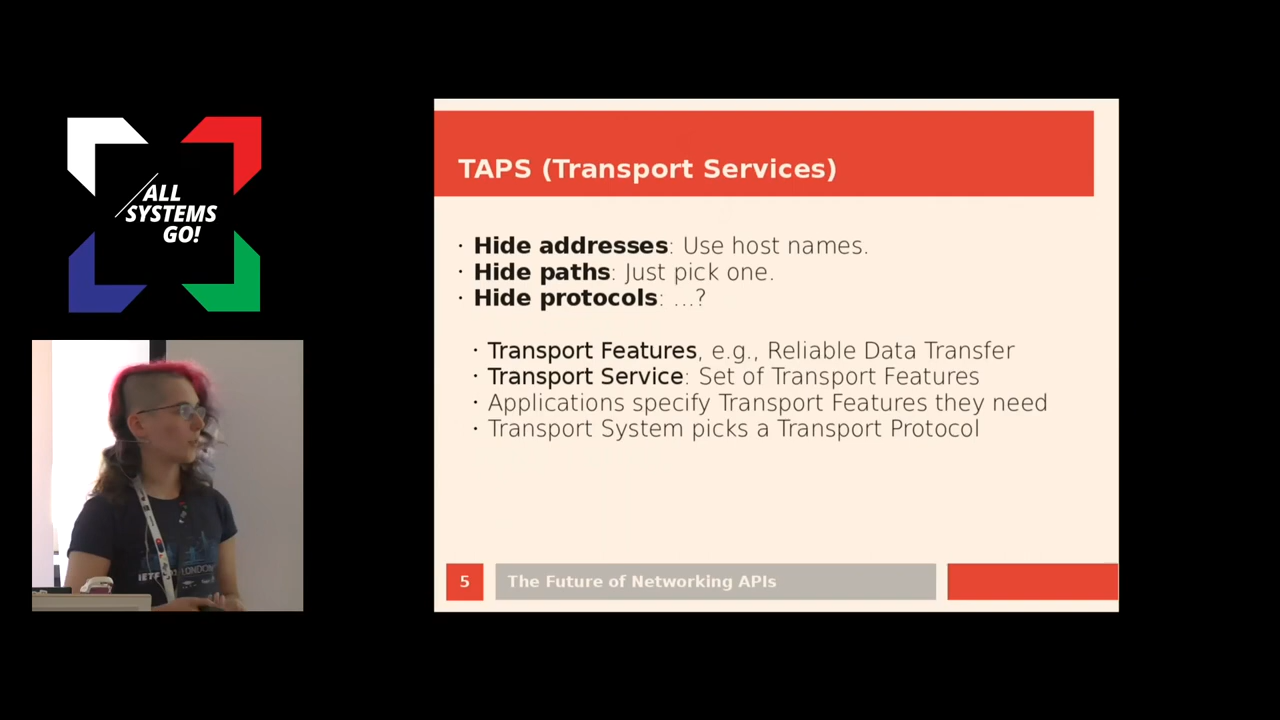 ALL
SYSTEMS
GO!
TAPS (Transport Services)
· Hide addresses: Use host names.
· Hide paths: Just pick one.
· Hide protocols: ...?
· Transport Features, e.g., Reliable Data Transfer
· Transport Service: Set of Transport Features
· Applications specify Transport Features they need
· Transport System picks a Transport Protocol
5
The Future of Networking APIs
IETF
LONDON